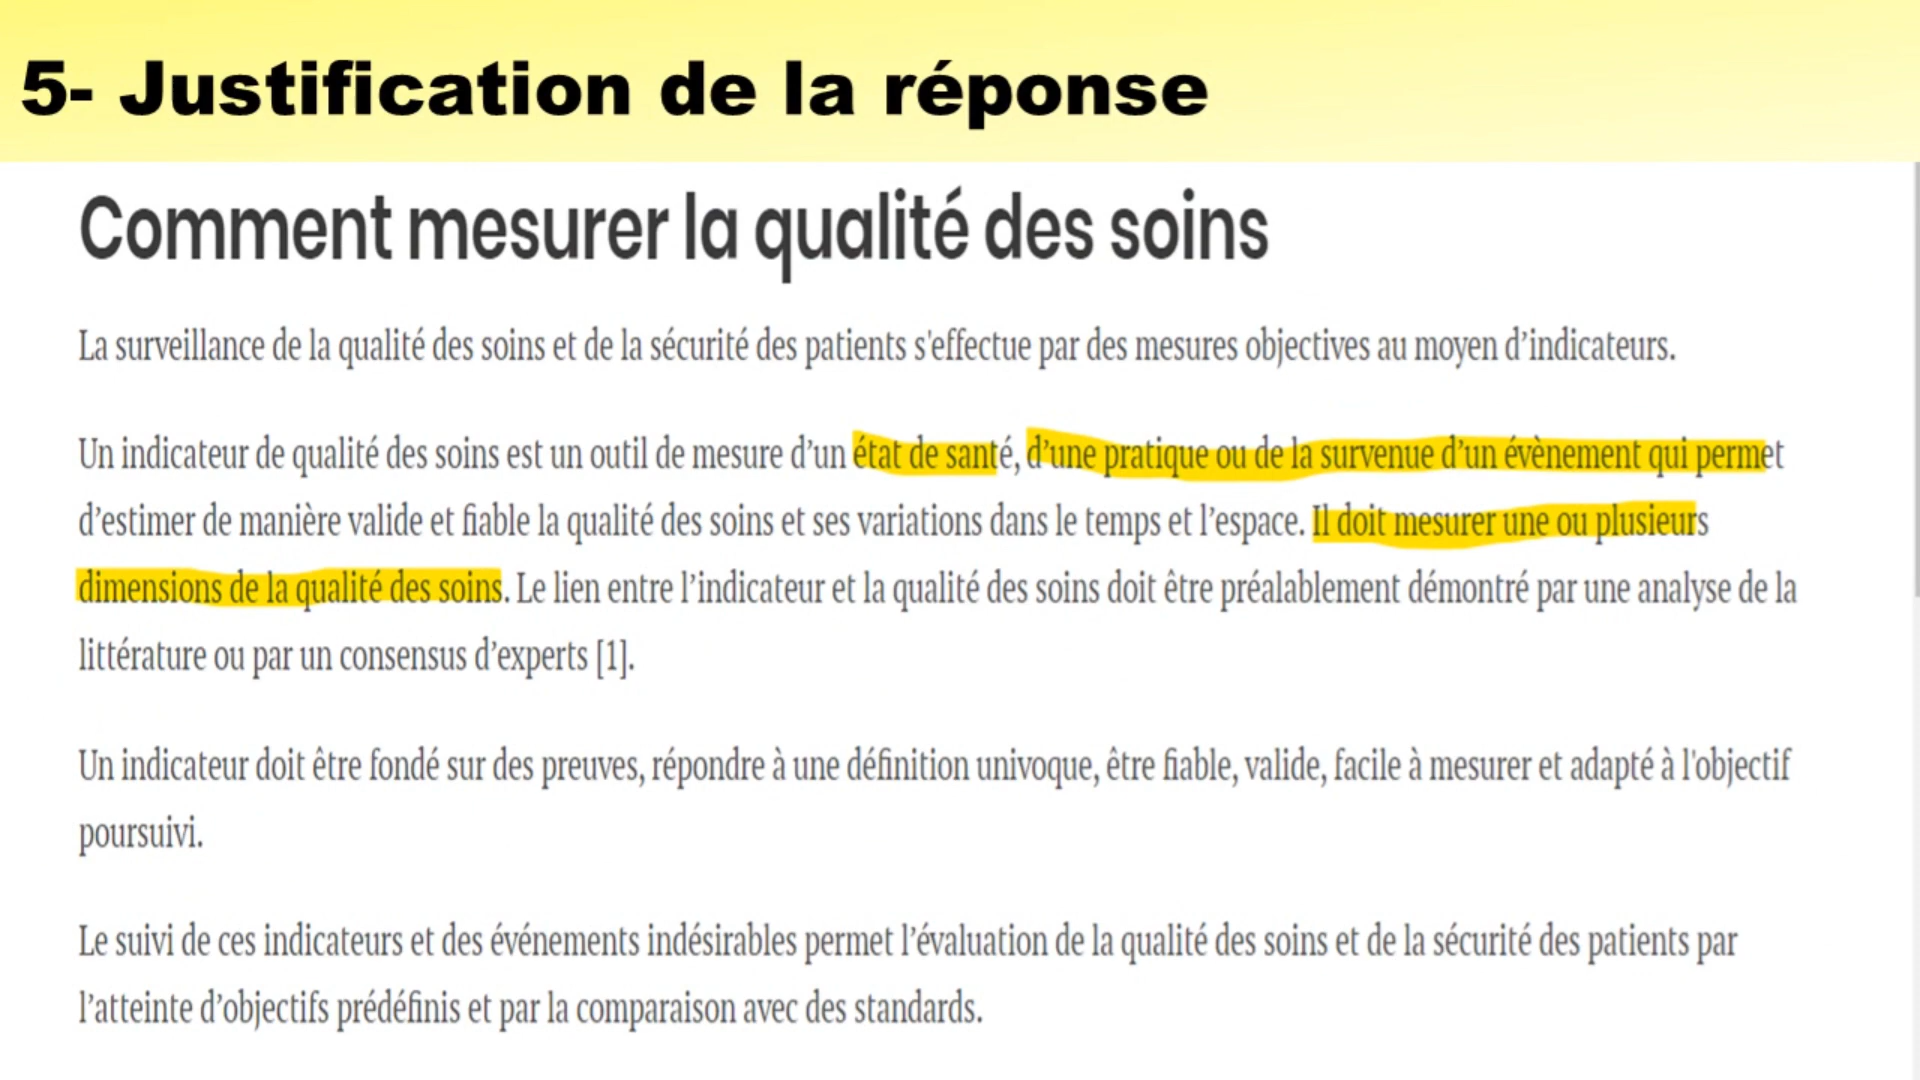 5- Justification de la réponse
Comment mesurer la qualité des soins
La surveillance de la qualité des soins et de la sécurité des patients s'effectue par des mesures objectives au moyen d’indicateurs.
Un indicateur de qualité des soins est un outil de mesure d’un état de santé, d’une pratique ou de la survenue d’un évènement qui permet
d’estimer de manière valide et fiable la qualité des soins et ses variations dans le temps et l’espace. Il doit mesurer une ou plusieurs
dimensions de la qualité des soins. Le lien entre l’indicateur et la qualité des soins doit être préalablement démontré par une analyse de la
littérature ou par un consensus d’experts [1].
Un indicateur doit être fondé sur des preuves, répondre à une définition univoque, être fiable, valide, facile à mesurer et adapté à l'objectif
poursuivi.
Le suivi de ces indicateurs et des événements indésirables permet l’évaluation de la qualité des soins et de la sécurité des patients par
l’atteinte d’objectifs prédéfinis et par la comparaison avec des standards.